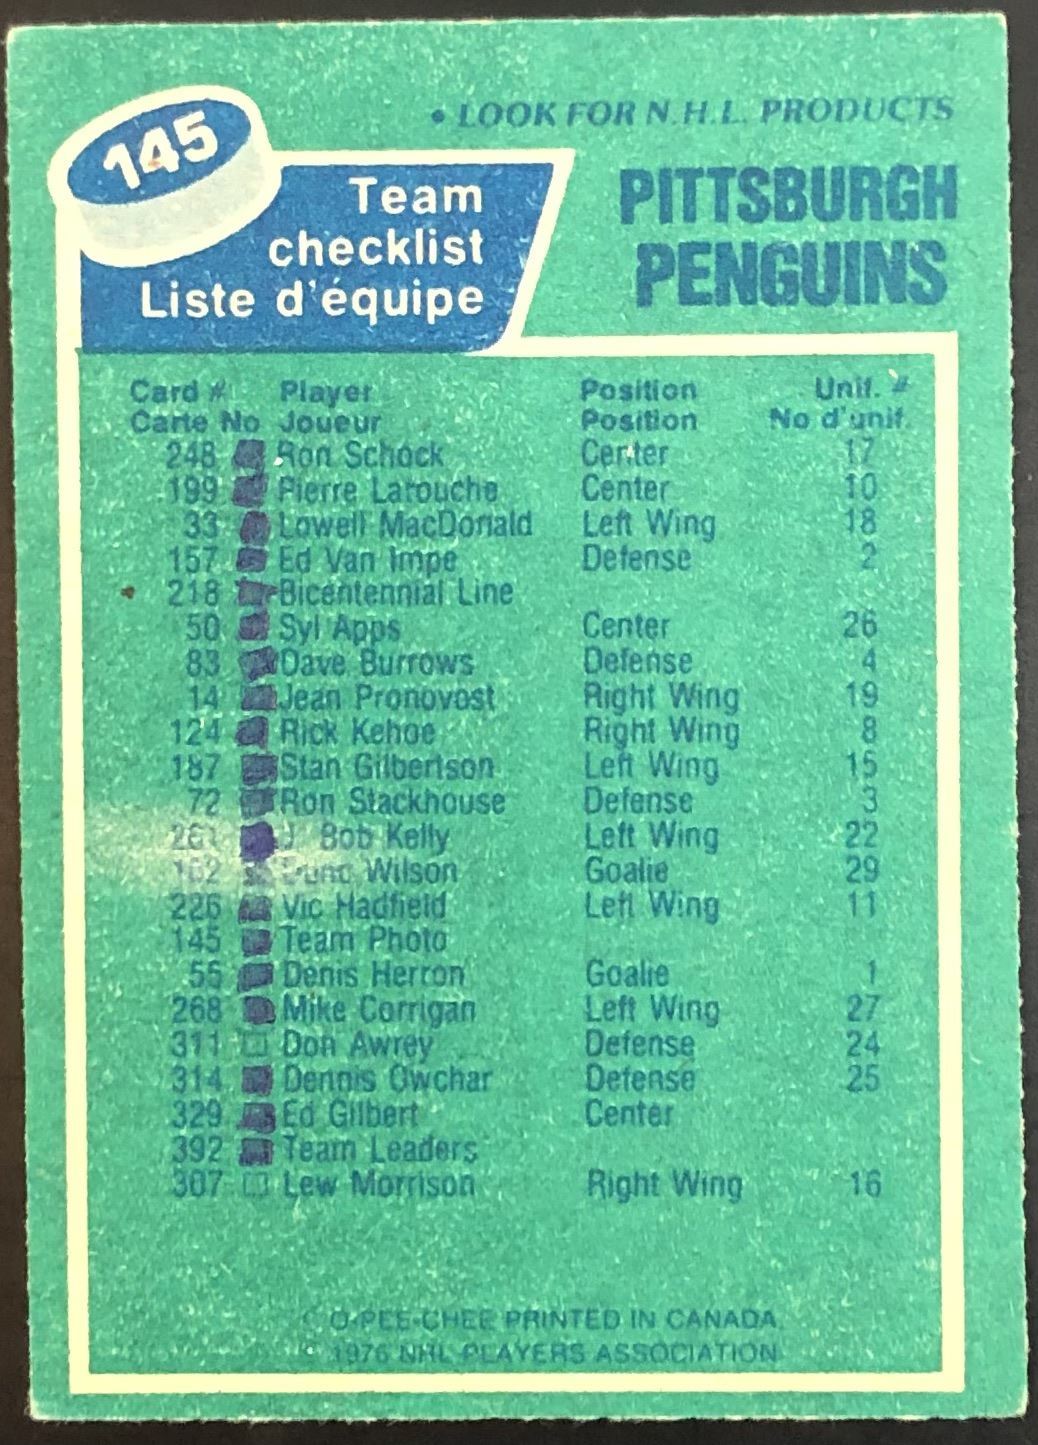 145
• LOOK FOR N.H.L. PRODUCTS
Team
checklist
Liste d'équipe
PITTSBURGH
PENGUINS
Card # Player Position Unif. #
Carte No Joueur Position No d'unif.
248 Ron Schock Center 17
199 Pierre Larouche Center 10
33 Lowell MacDonald Left Wing 18
157 Ed Van Impe Defense 2
218 Bicentennial Line
50 Syl Apps Center 26
83 Dave Burrows Defense 4
14 Jean Pronovost Right Wing 19
124 Rick Kehoe Right Wing 8
187 Stan Gilbertson Left Wing 15
72 Ron Stackhouse Defense 3
261 J. Bob Kelly Left Wing 22
Wilson Goalie 29
226 Vic Hadfield Left Wing 11
145 Team Photo
55 Denis Herron Goalie 1
268 Mike Corrigan Left Wing 27
311 Don Awrey Defense 24
314 Dennis Owchar Defense 25
329 Ed Gilbert Center
392 Team Leaders
307 Lew Morrison Right Wing 16
© O-PEE-CHEE PRINTED IN CANADA
© 1976 NHL PLAYERS ASSOCIATION